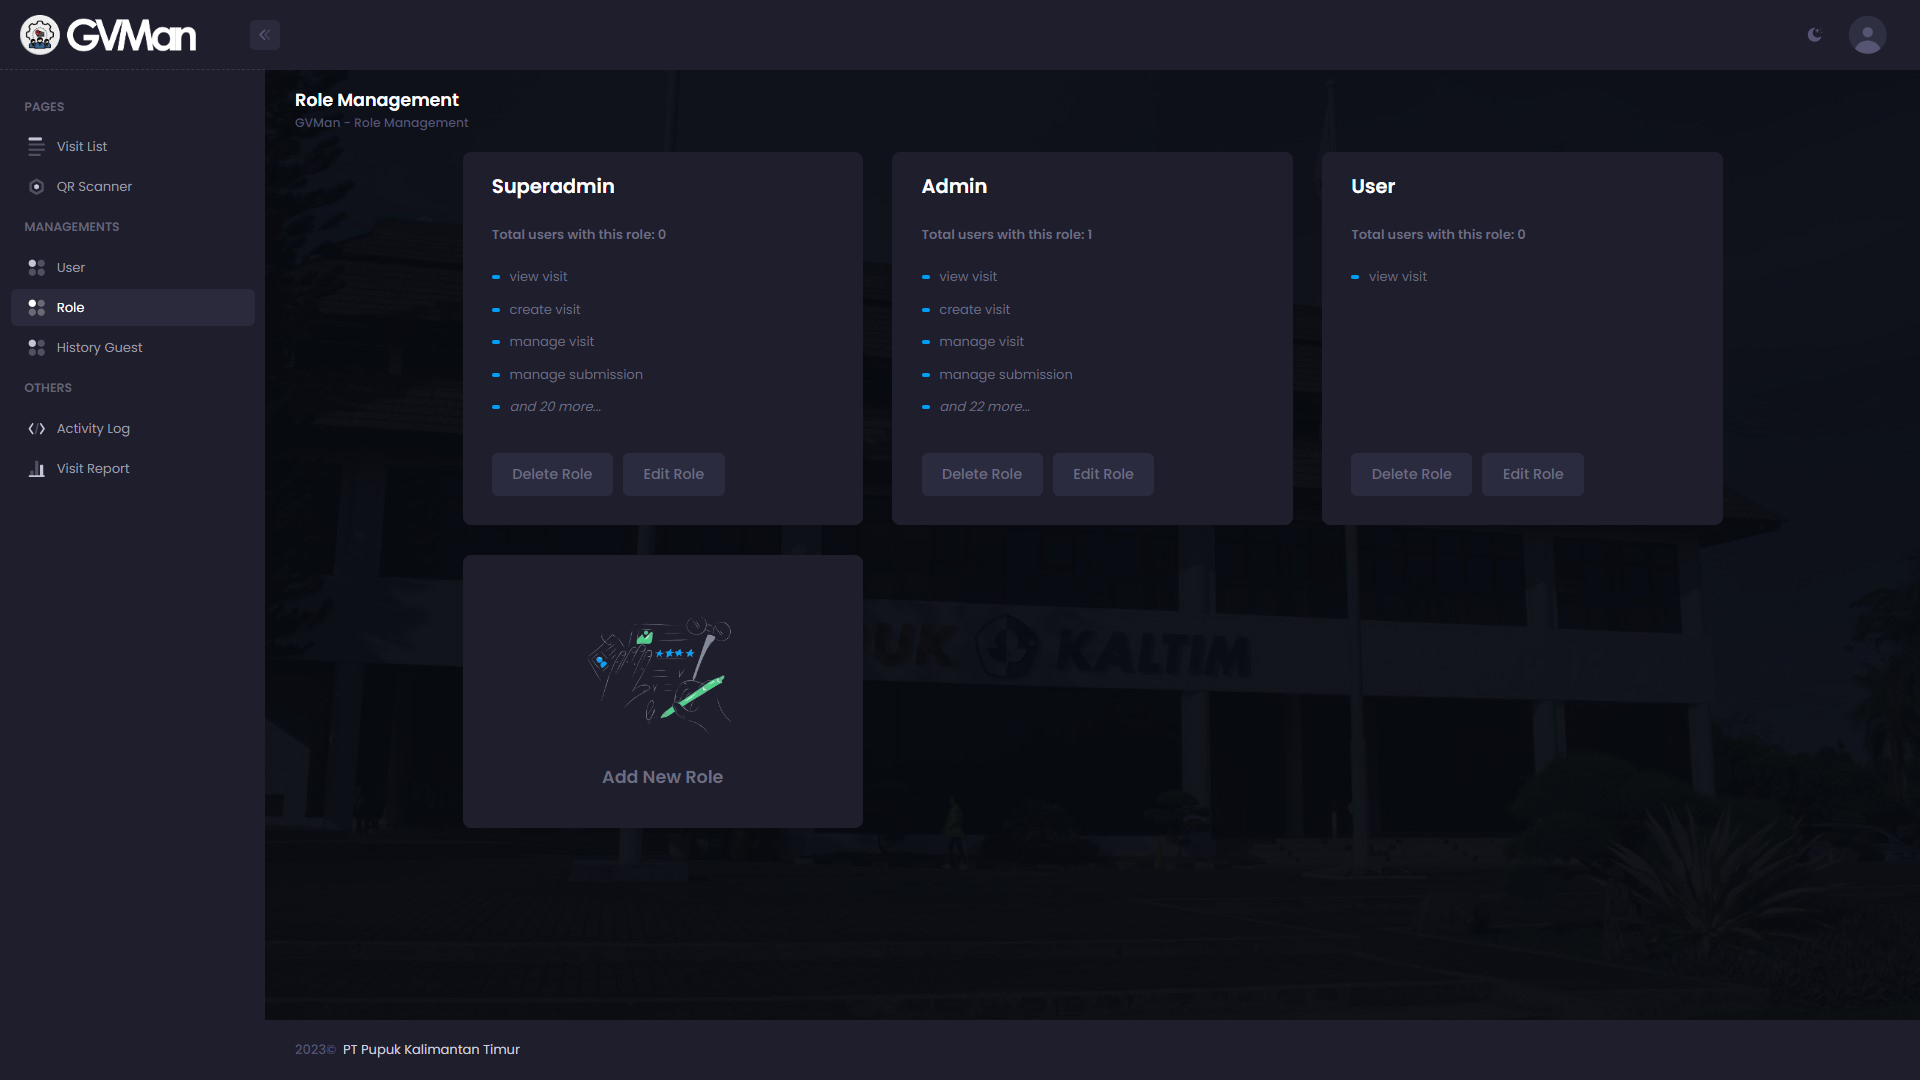 GVMan
PAGES
Visit List
QR Scanner
MANAGEMENTS
User
Role
History Guest
OTHERS
Activity Log
Visit Report
Role Management
GVMan - Role Management
Superadmin
Total users with this role: 0
view visit
create visit
manage visit
manage submission
and 20 more...
Delete Role
Edit Role
Admin
Total users with this role: 1
view visit
create visit
manage visit
manage submission
and 22 more...
Delete Role
Edit Role
User
Total users with this role: 0
view visit
Delete Role
Edit Role
Add New Role
UK KALTIM
2023© PT Pupuk Kalimantan Timur